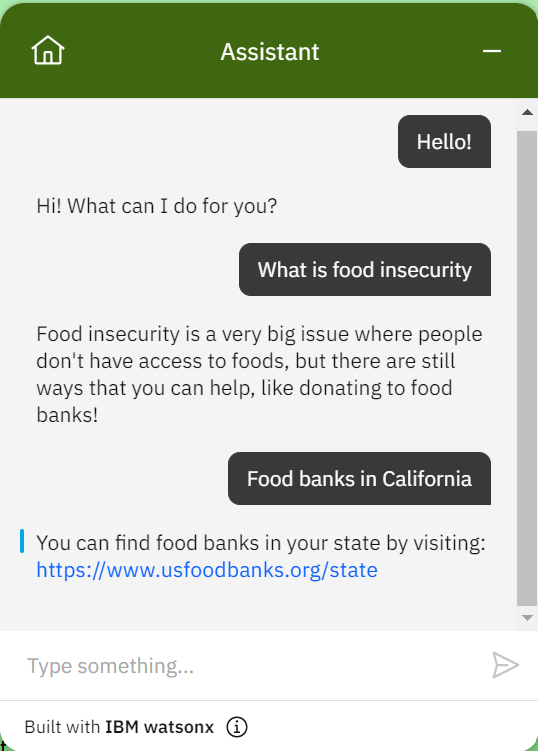 Assistant
Hello!
Hi! What can I do for you?
What is food insecurity
Food insecurity is a very big issue where people
don't have access to foods, but there are still
ways that you can help, like donating to food
banks!
Food banks in California
You can find food banks in your state by visiting:
https://www.usfoodbanks.org/state
Type something...
Built with IBM watsonx